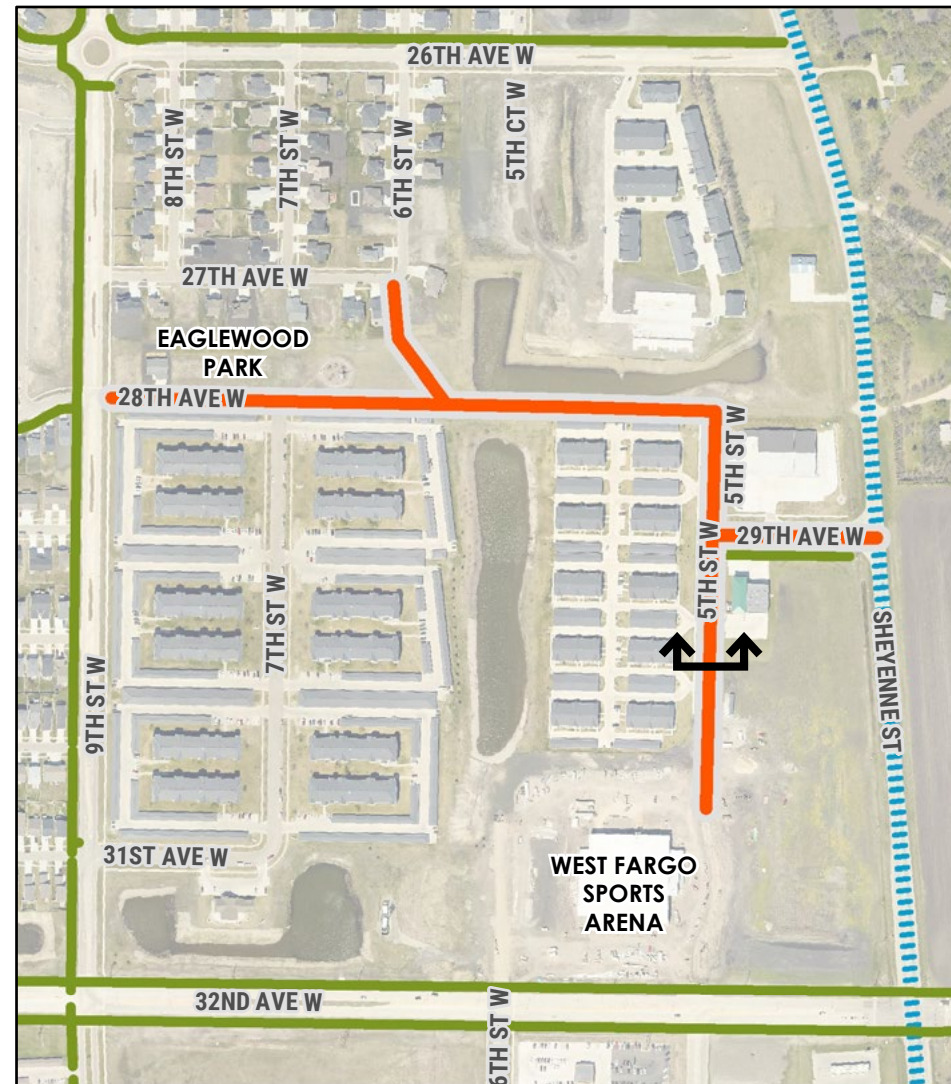 26TH AVE W
8TH ST W
7TH ST W
6TH ST W
5TH CT W
27TH AVE W
EAGLEWOOD
PARK
28TH AVE W
5TH ST W
29TH AVE W
5TH ST W
7TH ST W
9TH ST W
SHEYENNE ST
31ST AVE W
WEST FARGO
SPORTS
ARENA
32ND AVE W
6TH ST W